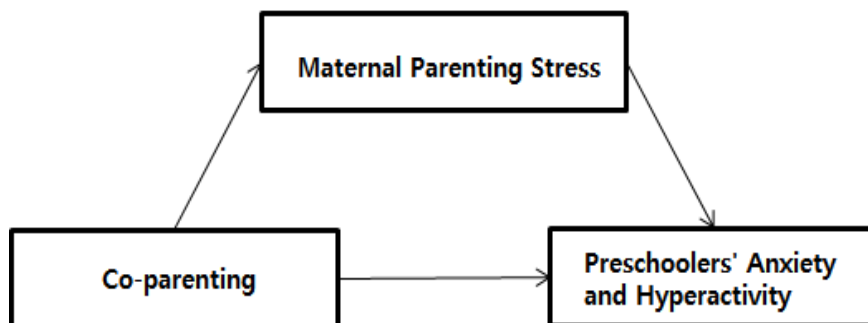 Maternal Parenting Stress
Co-parenting
Preschoolers' Anxiety
and Hyperactivity